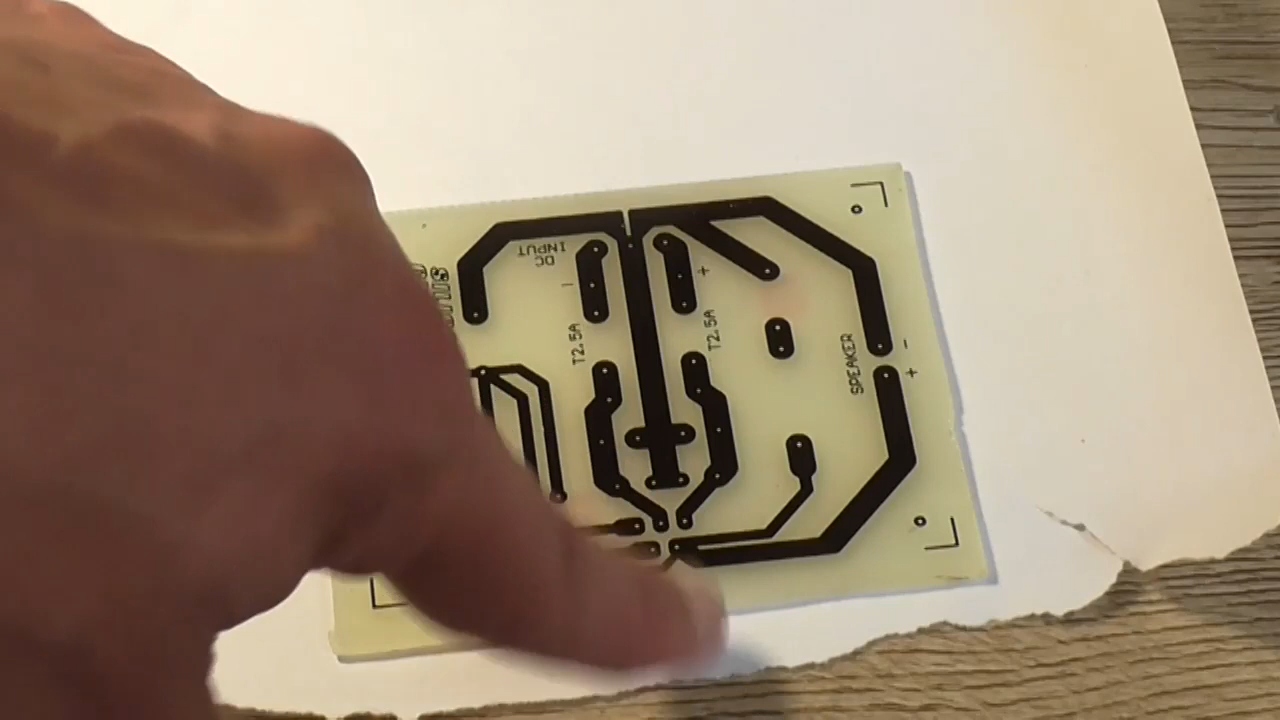 DC
INPUT
-
+
T2.5A
T2.5A
SPEAKER
-
+